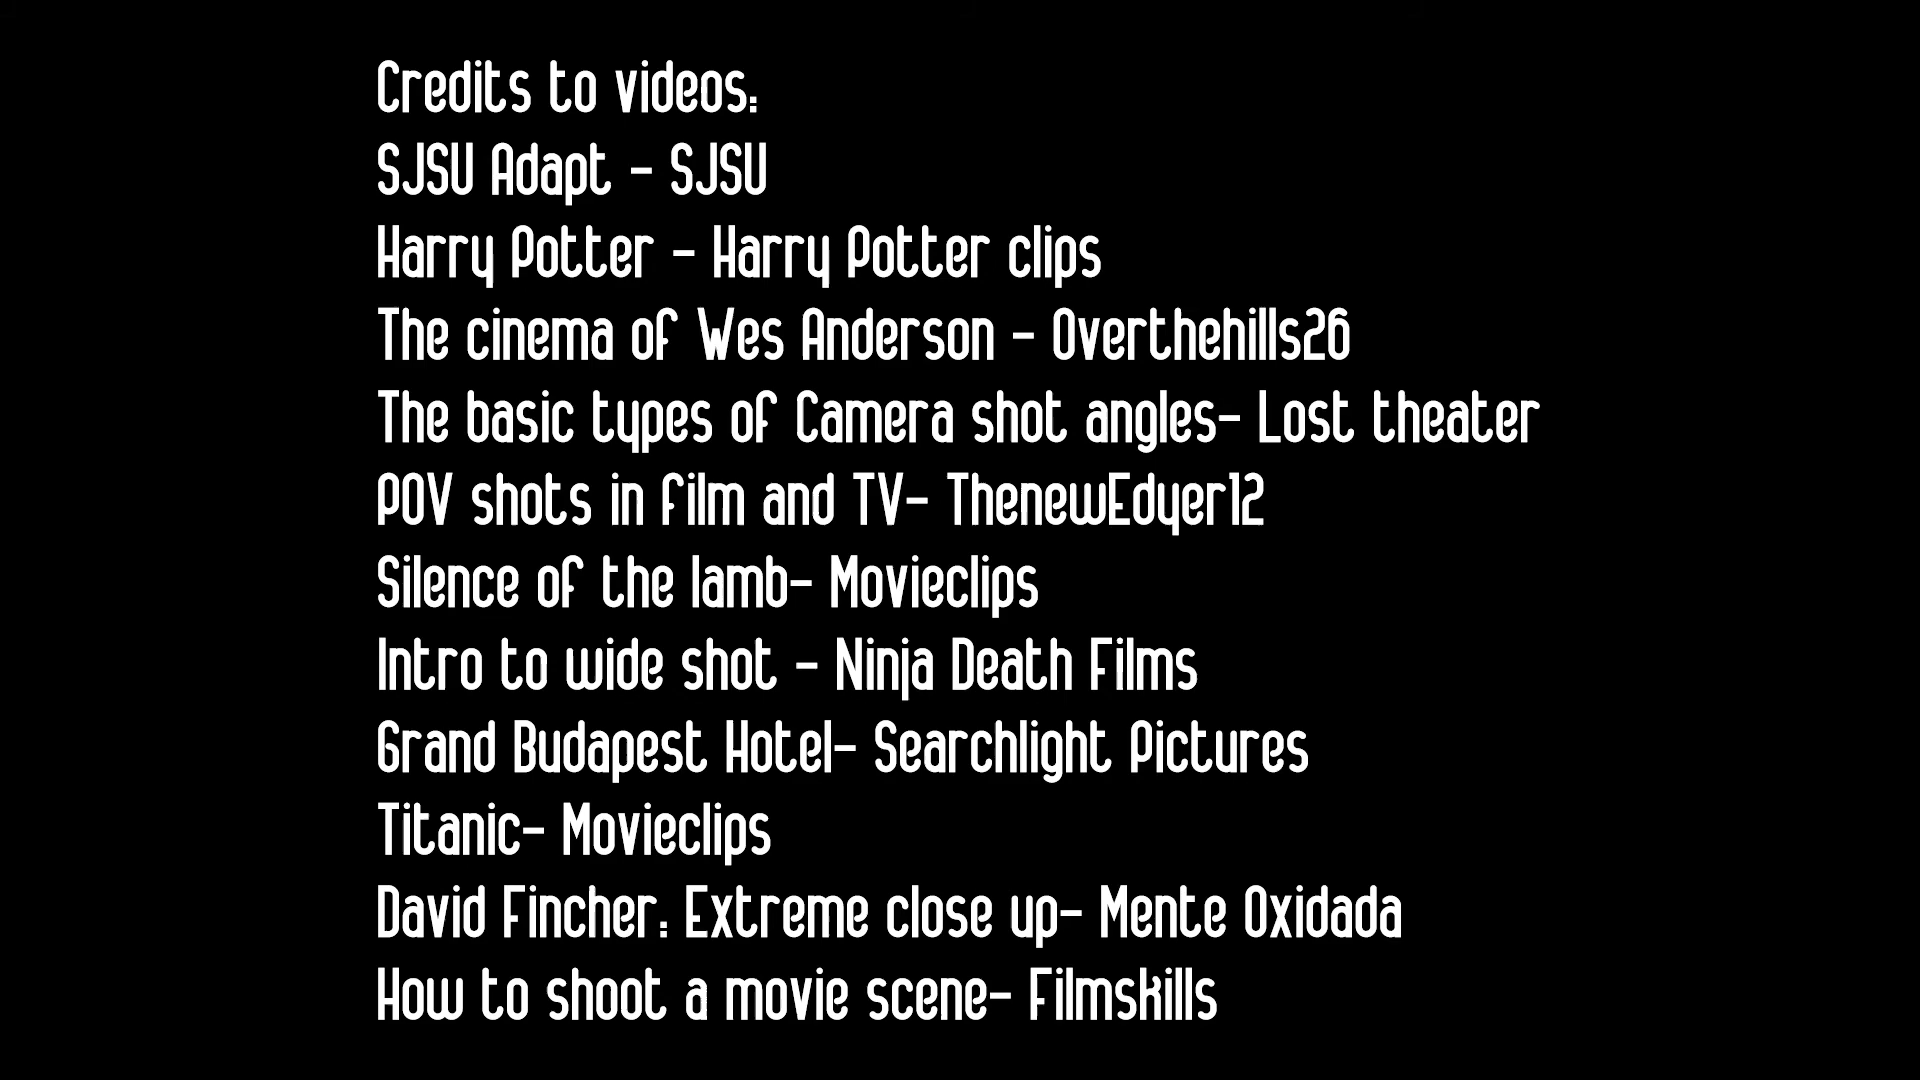 Credits to videos:
SJSU Adapt - SJSU
Harry Potter - Harry Potter clips
The cinema of Wes Anderson - Overthehills26
The basic types of Camera shot angles- Lost theater
POV shots in film and TV- ThenewEdyer12
Silence of the lamb- Movieclips
Intro to wide shot - Ninja Death Films
Grand Budapest Hotel- Searchlight Pictures
Titanic- Movieclips
David Fincher: Extreme close up- Mente Oxidada
How to shoot a movie scene- Filmskills